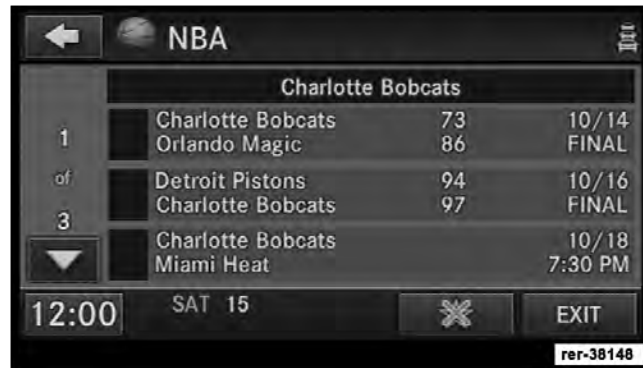 NBA
Charlotte Bobcats
1 of 3
Charlotte Bobcats 73 10/14
Orlando Magic 86 FINAL
Detroit Pistons 94 10/16
Charlotte Bobcats 97 FINAL
Charlotte Bobcats 10/18
Miami Heat 7:30 PM
12:00 SAT 15 EXIT
rer-38148